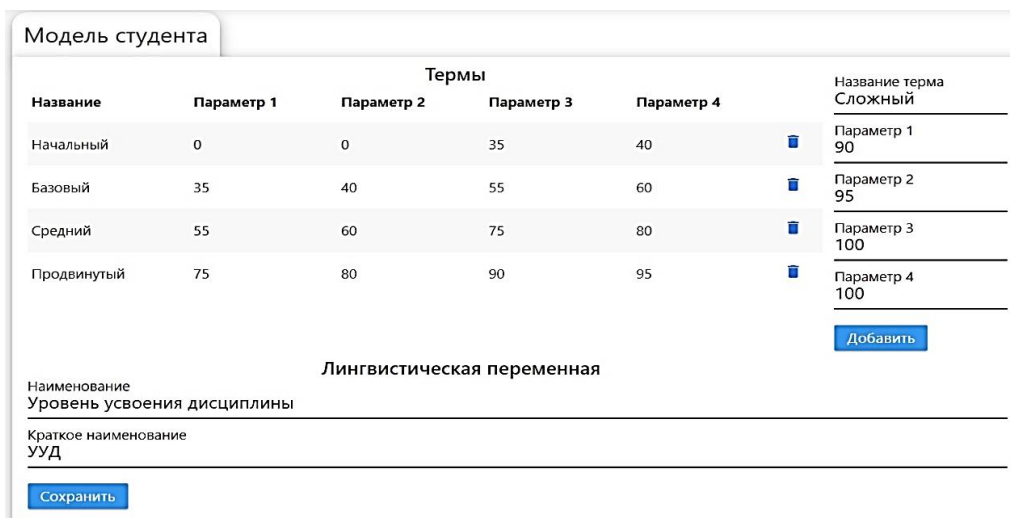 Модель студента
Термы
Название Параметр 1 Параметр 2 Параметр 3 Параметр 4
Начальный 0 0 35 40
Базовый 35 40 55 60
Средний 55 60 75 80
Продвинутый 75 80 90 95
Название терма
Сложный
Параметр 1
90
Параметр 2
95
Параметр 3
100
Параметр 4
100
Добавить
Лингвистическая переменная
Наименование
Уровень усвоения дисциплины
Краткое наименование
УУД
Сохранить